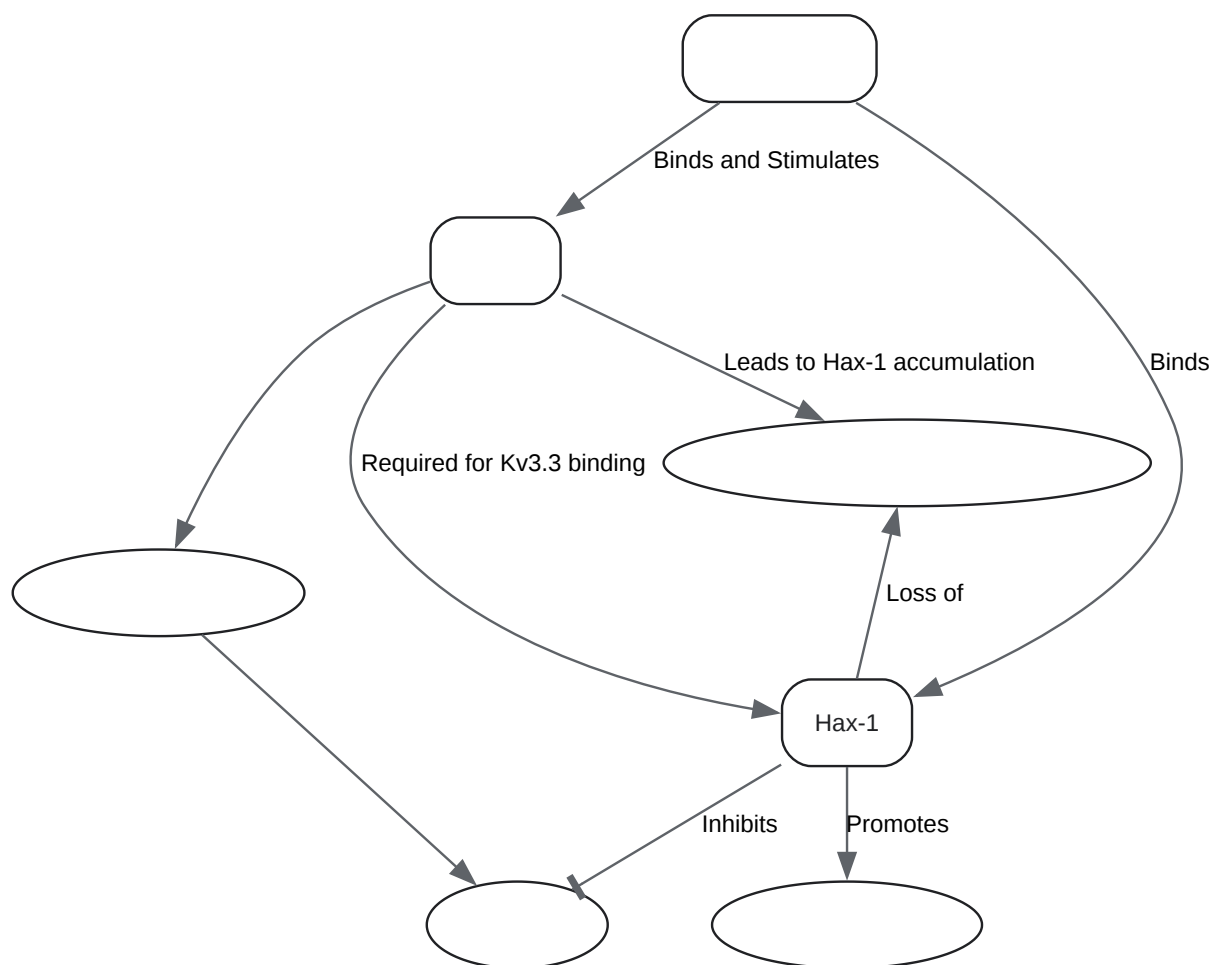 Binds and Stimulates
Leads to Hax-1 accumulation
Binds
Required for Kv3.3 binding
Loss of
Hax-1
Inhibits
Promotes